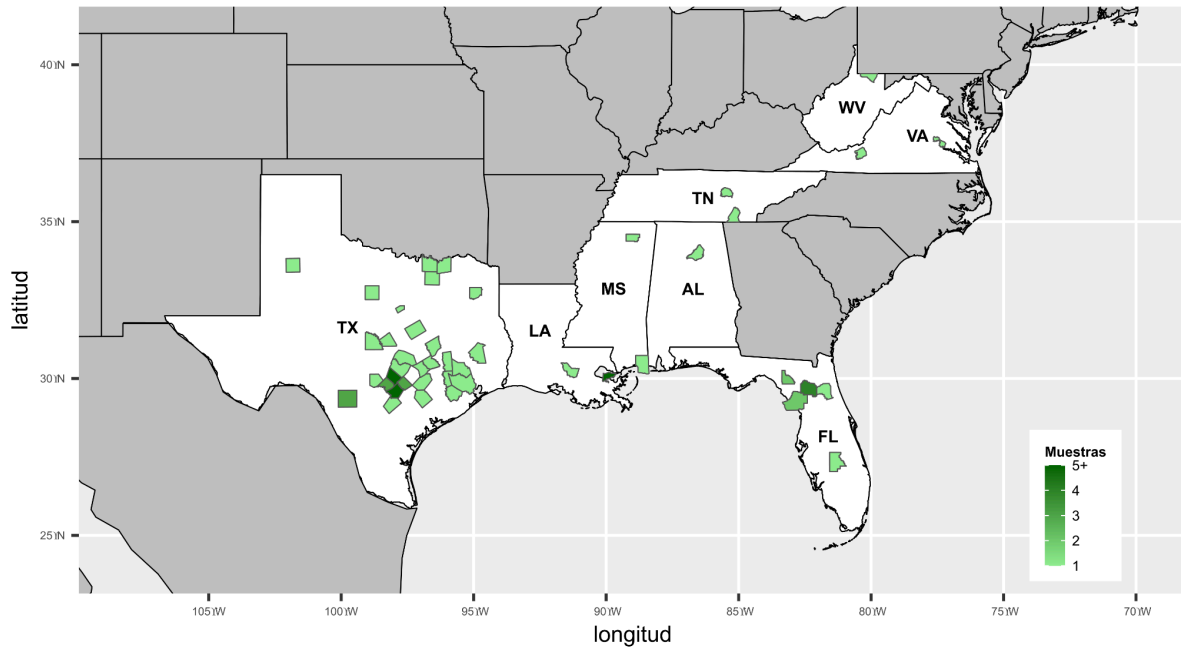 40°N
35°N
30°N
25°N
latitud
WV
VA
TN
MS
AL
TX
LA
FL
Muestras
5+
4
3
2
1
105°W
100°W
95°W
90°W
85°W
80°W
75°W
70°W
longitud